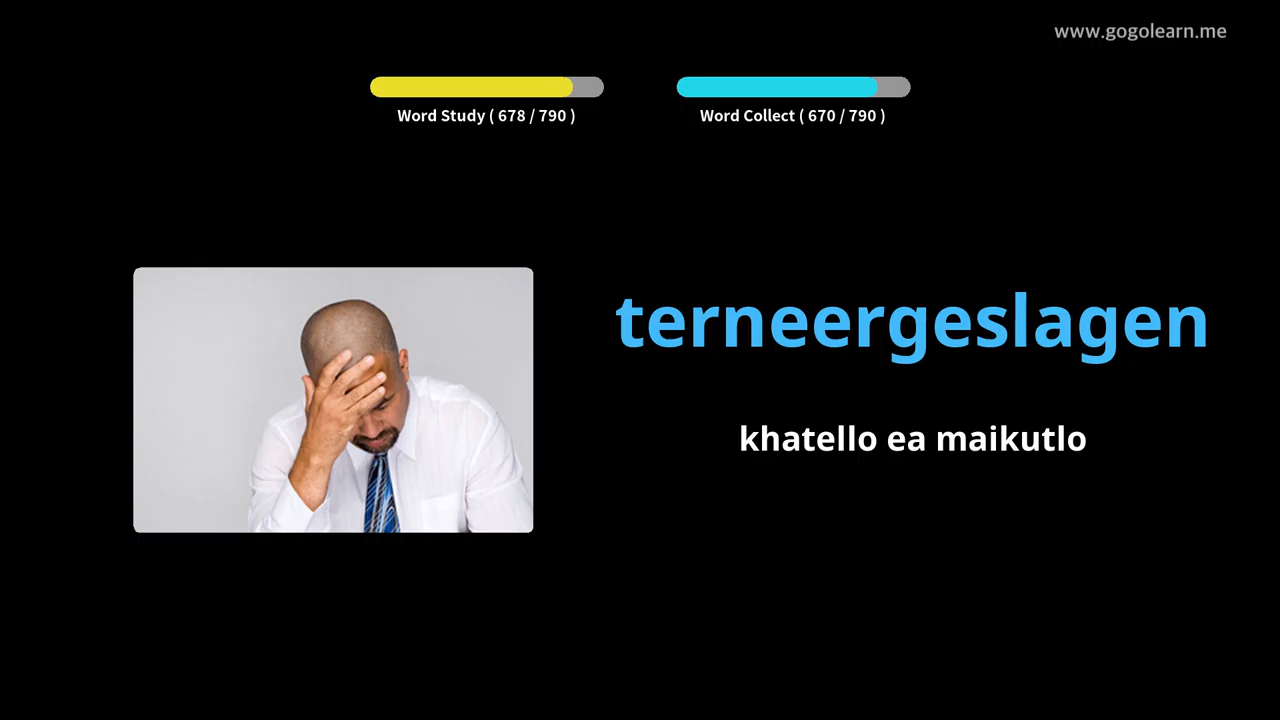 www.gogolearn.me
Word Study ( 678 / 790 )
Word Collect ( 670 / 790 )
terneergeslagen
khatello ea maikutlo